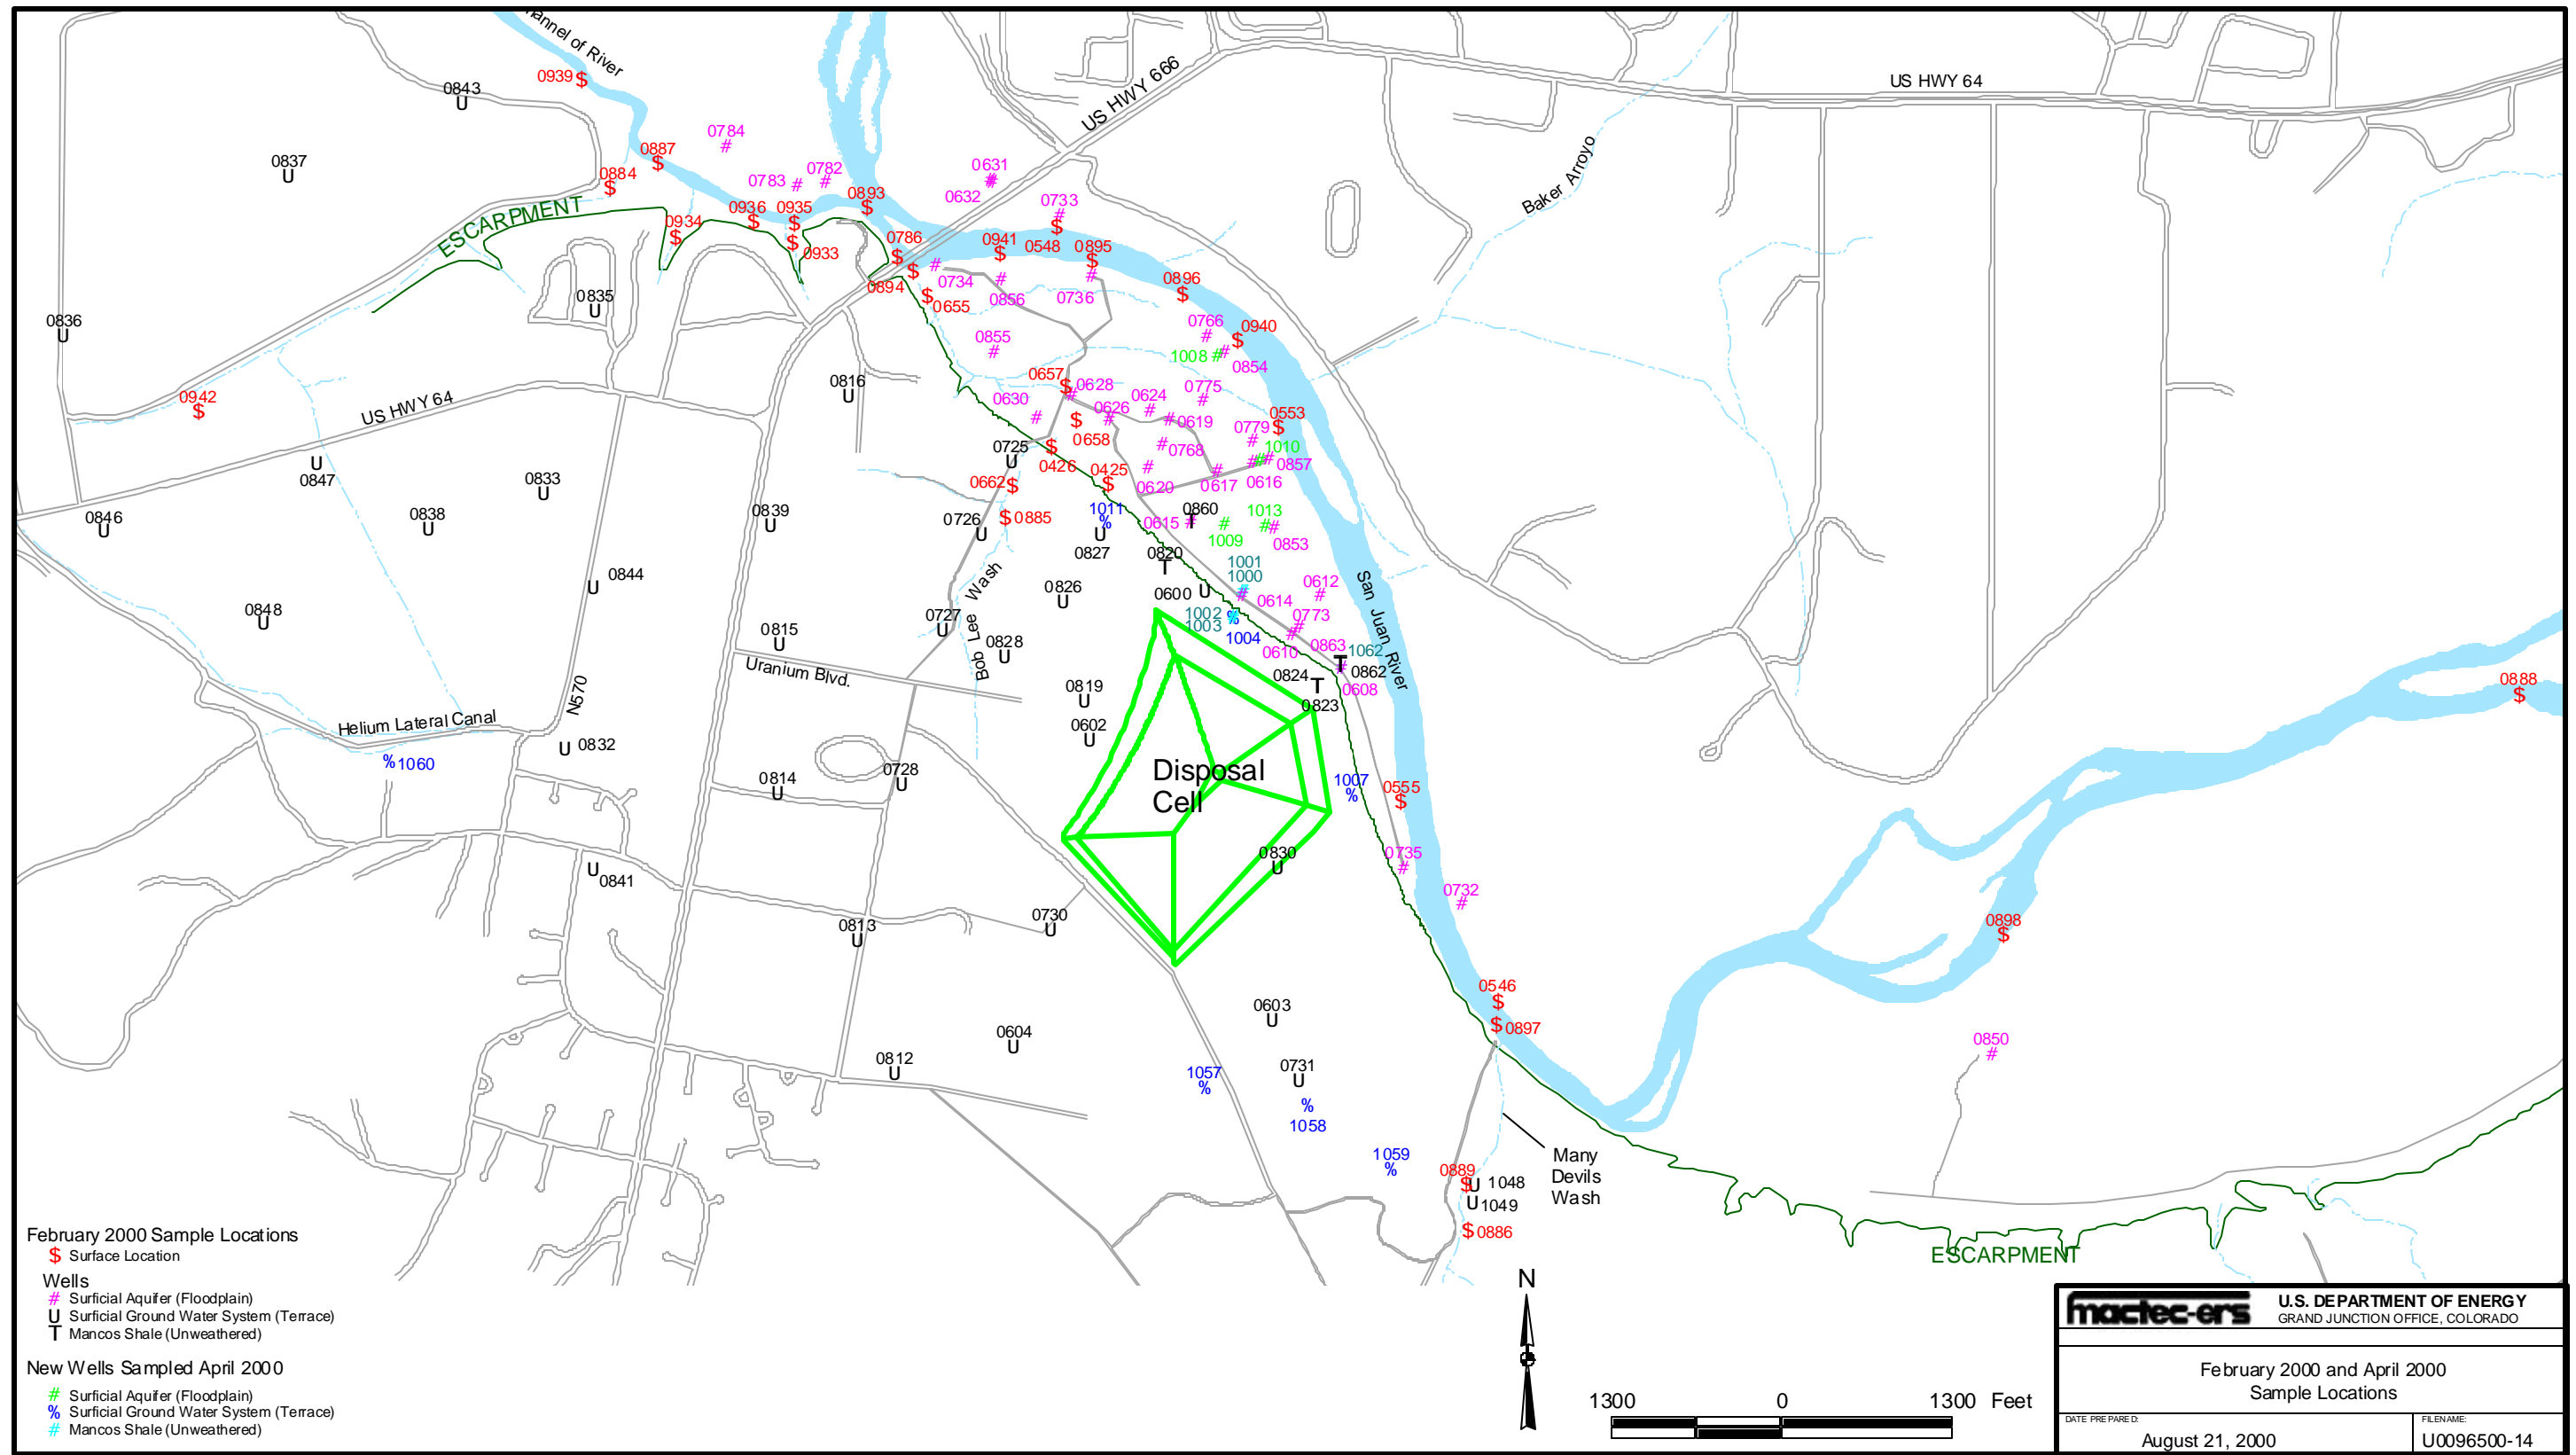 hannel of River
0939 $
0843
U
US HWY 666
US HWY 64
0837
U
0784
#
0887
$
0884
$
0783 #
0782
#
0893
$
0631
#
0632
0733
#
$
Baker Arroyo
ESCARPMENT
0934
$
0936
$
0935
$
$
0933
0786
$
$
0894
#
0734
0941
$
0548
0895
$
#
0856
#
0736
0896
$
$
0655
0835
U
0836
U
0766
#
$ 0940
1008 #
#
0854
0855
#
0816
U
0942
$
US HWY 64
0657
$
# 0628
0630
#
0626
#
0624
#
0775
#
# 0619
0553
$
$
0658
0725
U
$
0426
#
0768
0779
#
1010
#
#
#
0857
0425
$
#
0620
#
0617
0616
U
0847
0833
U
0662 $
0846
U
0838
U
0839
U
0726
U
$ 0885
1011
%
U
0827
0615 #
0860
T
#
1009
1013
#
#
0853
0820
T
1001
1000
#
#
0614
0612
#
0844
U
0848
U
Bob Lee Wash
0826
U
0600
U
1002
1003
%
1004
0773
#
#
0610
San Juan River
0727
U
0815
U
0828
U
0863
1062
T
#
0862
0608
Uranium Blvd.
0824 T
0823
N570
0819
U
0602
U
0888
$
Helium Lateral Canal
U 0832
% 1060
0814
U
0728
U
Disposal
Cell
1007
%
0555
$
0830
U
0735
#
U
0841
0732
#
0730
U
0813
U
0898
$
0546
$
$ 0897
0603
U
0604
U
0812
U
0850
#
1057
%
0731
U
%
1058
1059
%
Many
Devils
Wash
0889
$
U 1048
U 1049
$ 0886
ESCARPMENT
February 2000 Sample Locations
$ Surface Location
Wells
# Surficial Aquifer (Floodplain)
U Surficial Ground Water System (Terrace)
T Mancos Shale (Unweathered)
New Wells Sampled April 2000
# Surficial Aquifer (Floodplain)
% Surficial Ground Water System (Terrace)
# Mancos Shale (Unweathered)
N
1300 0 1300 Feet
mactec-ers
U.S. DEPARTMENT OF ENERGY
GRAND JUNCTION OFFICE, COLORADO
February 2000 and April 2000
Sample Locations
DATE PREPARED:
August 21, 2000
FILENAME:
U0096500-14